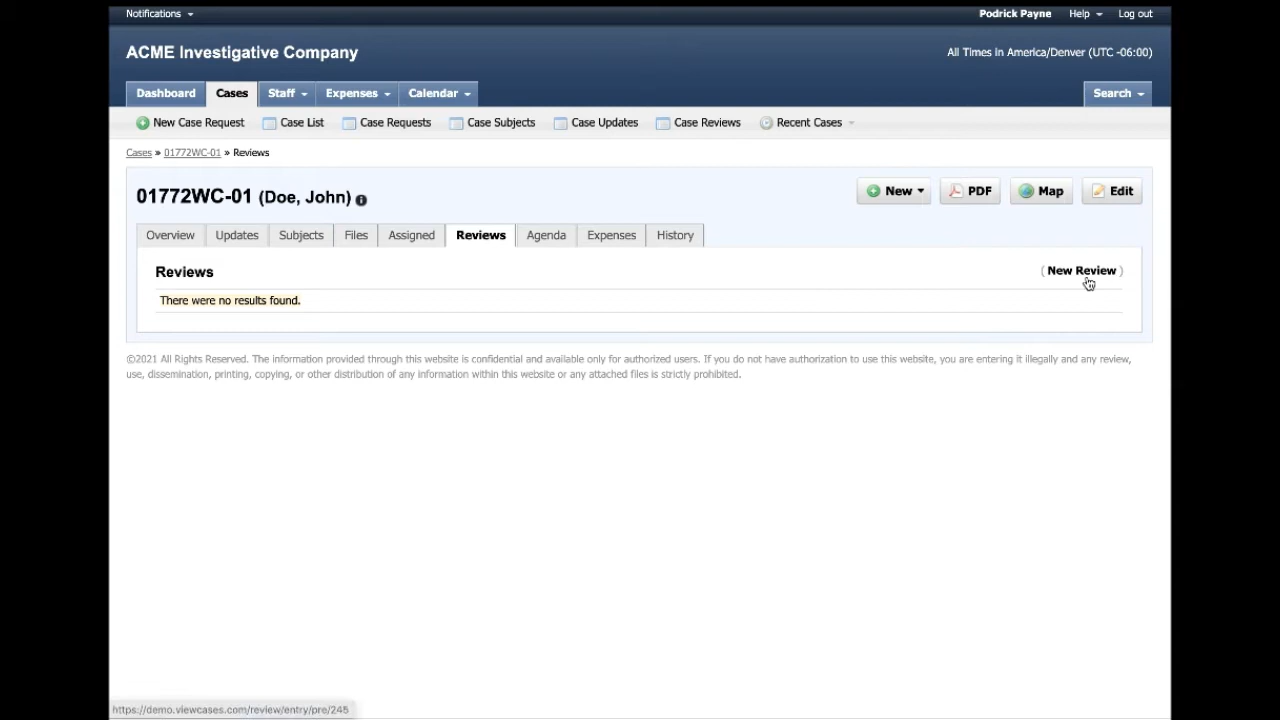 Notifications
Podrick Payne Help Log out
ACME Investigative Company
All Times in America/Denver (UTC -06:00)
Dashboard Cases Staff Expenses Calendar Search
New Case Request Case List Case Requests Case Subjects Case Updates Case Reviews Recent Cases
Cases » 01772WC-01 » Reviews
01772WC-01 (Doe, John)
New PDF Map Edit
Overview Updates Subjects Files Assigned Reviews Agenda Expenses History
Reviews
( New Review )
There were no results found.
©2021 All Rights Reserved. The information provided through this website is confidential and available only for authorized users. If you do not have authorization to use this website, you are entering it illegally and any review,
use, dissemination, printing, copying, or other distribution of any information within this website or any attached files is strictly prohibited.
https://demo.viewcases.com/review/entry/pre/245